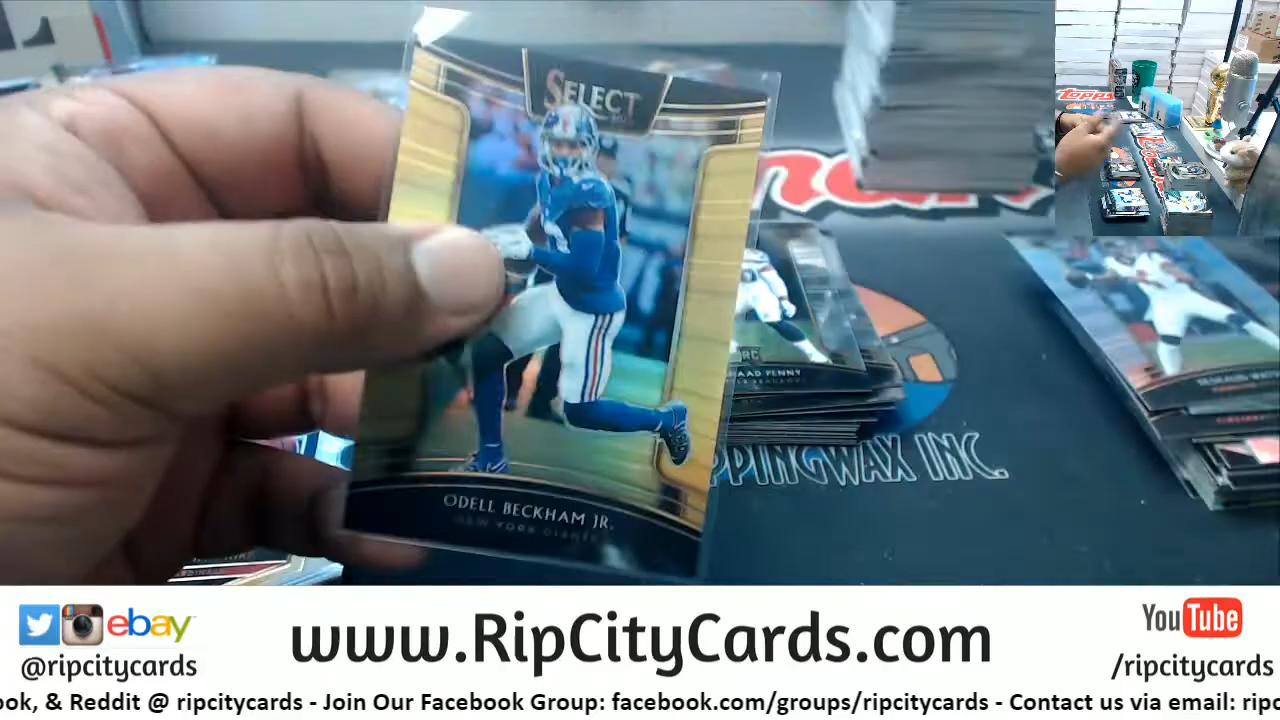 SELECT
ODELL BECKHAM JR.
NEW YORK GIANTS
RC
PENNY
PPINGWAX INC.
Topps
ebay
@ripcitycards
www.RipCityCards.com
YouTube
/ripcitycards
ook, & Reddit @ ripcitycards - Join Our Facebook Group: facebook.com/groups/ripcitycards - Contact us via email: ripc